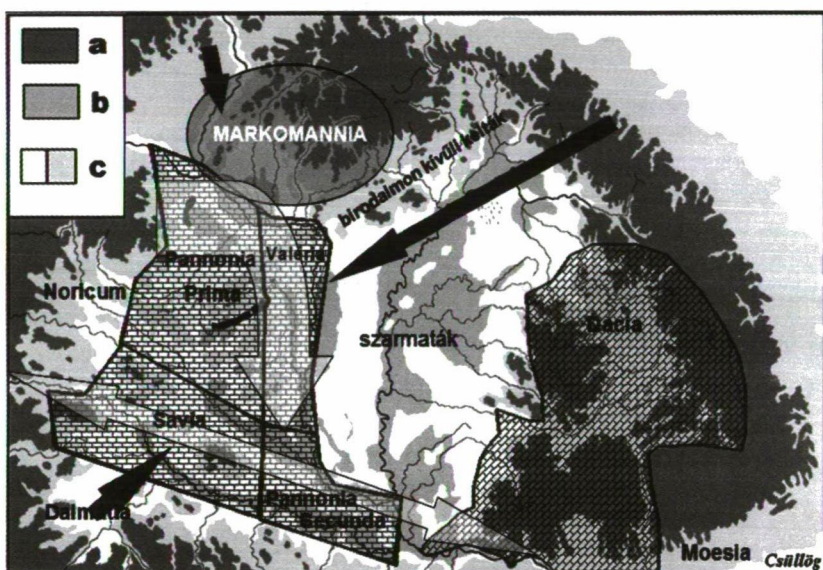 a
b
c
MARKOMANNIA
birodalmon kívüli kelták
Pannonia
Prima
Valeria
Noricum
szarmaták
Dacia
Savia
Pannonia
Secunda
Dalmatia
Moesia
Csüllög